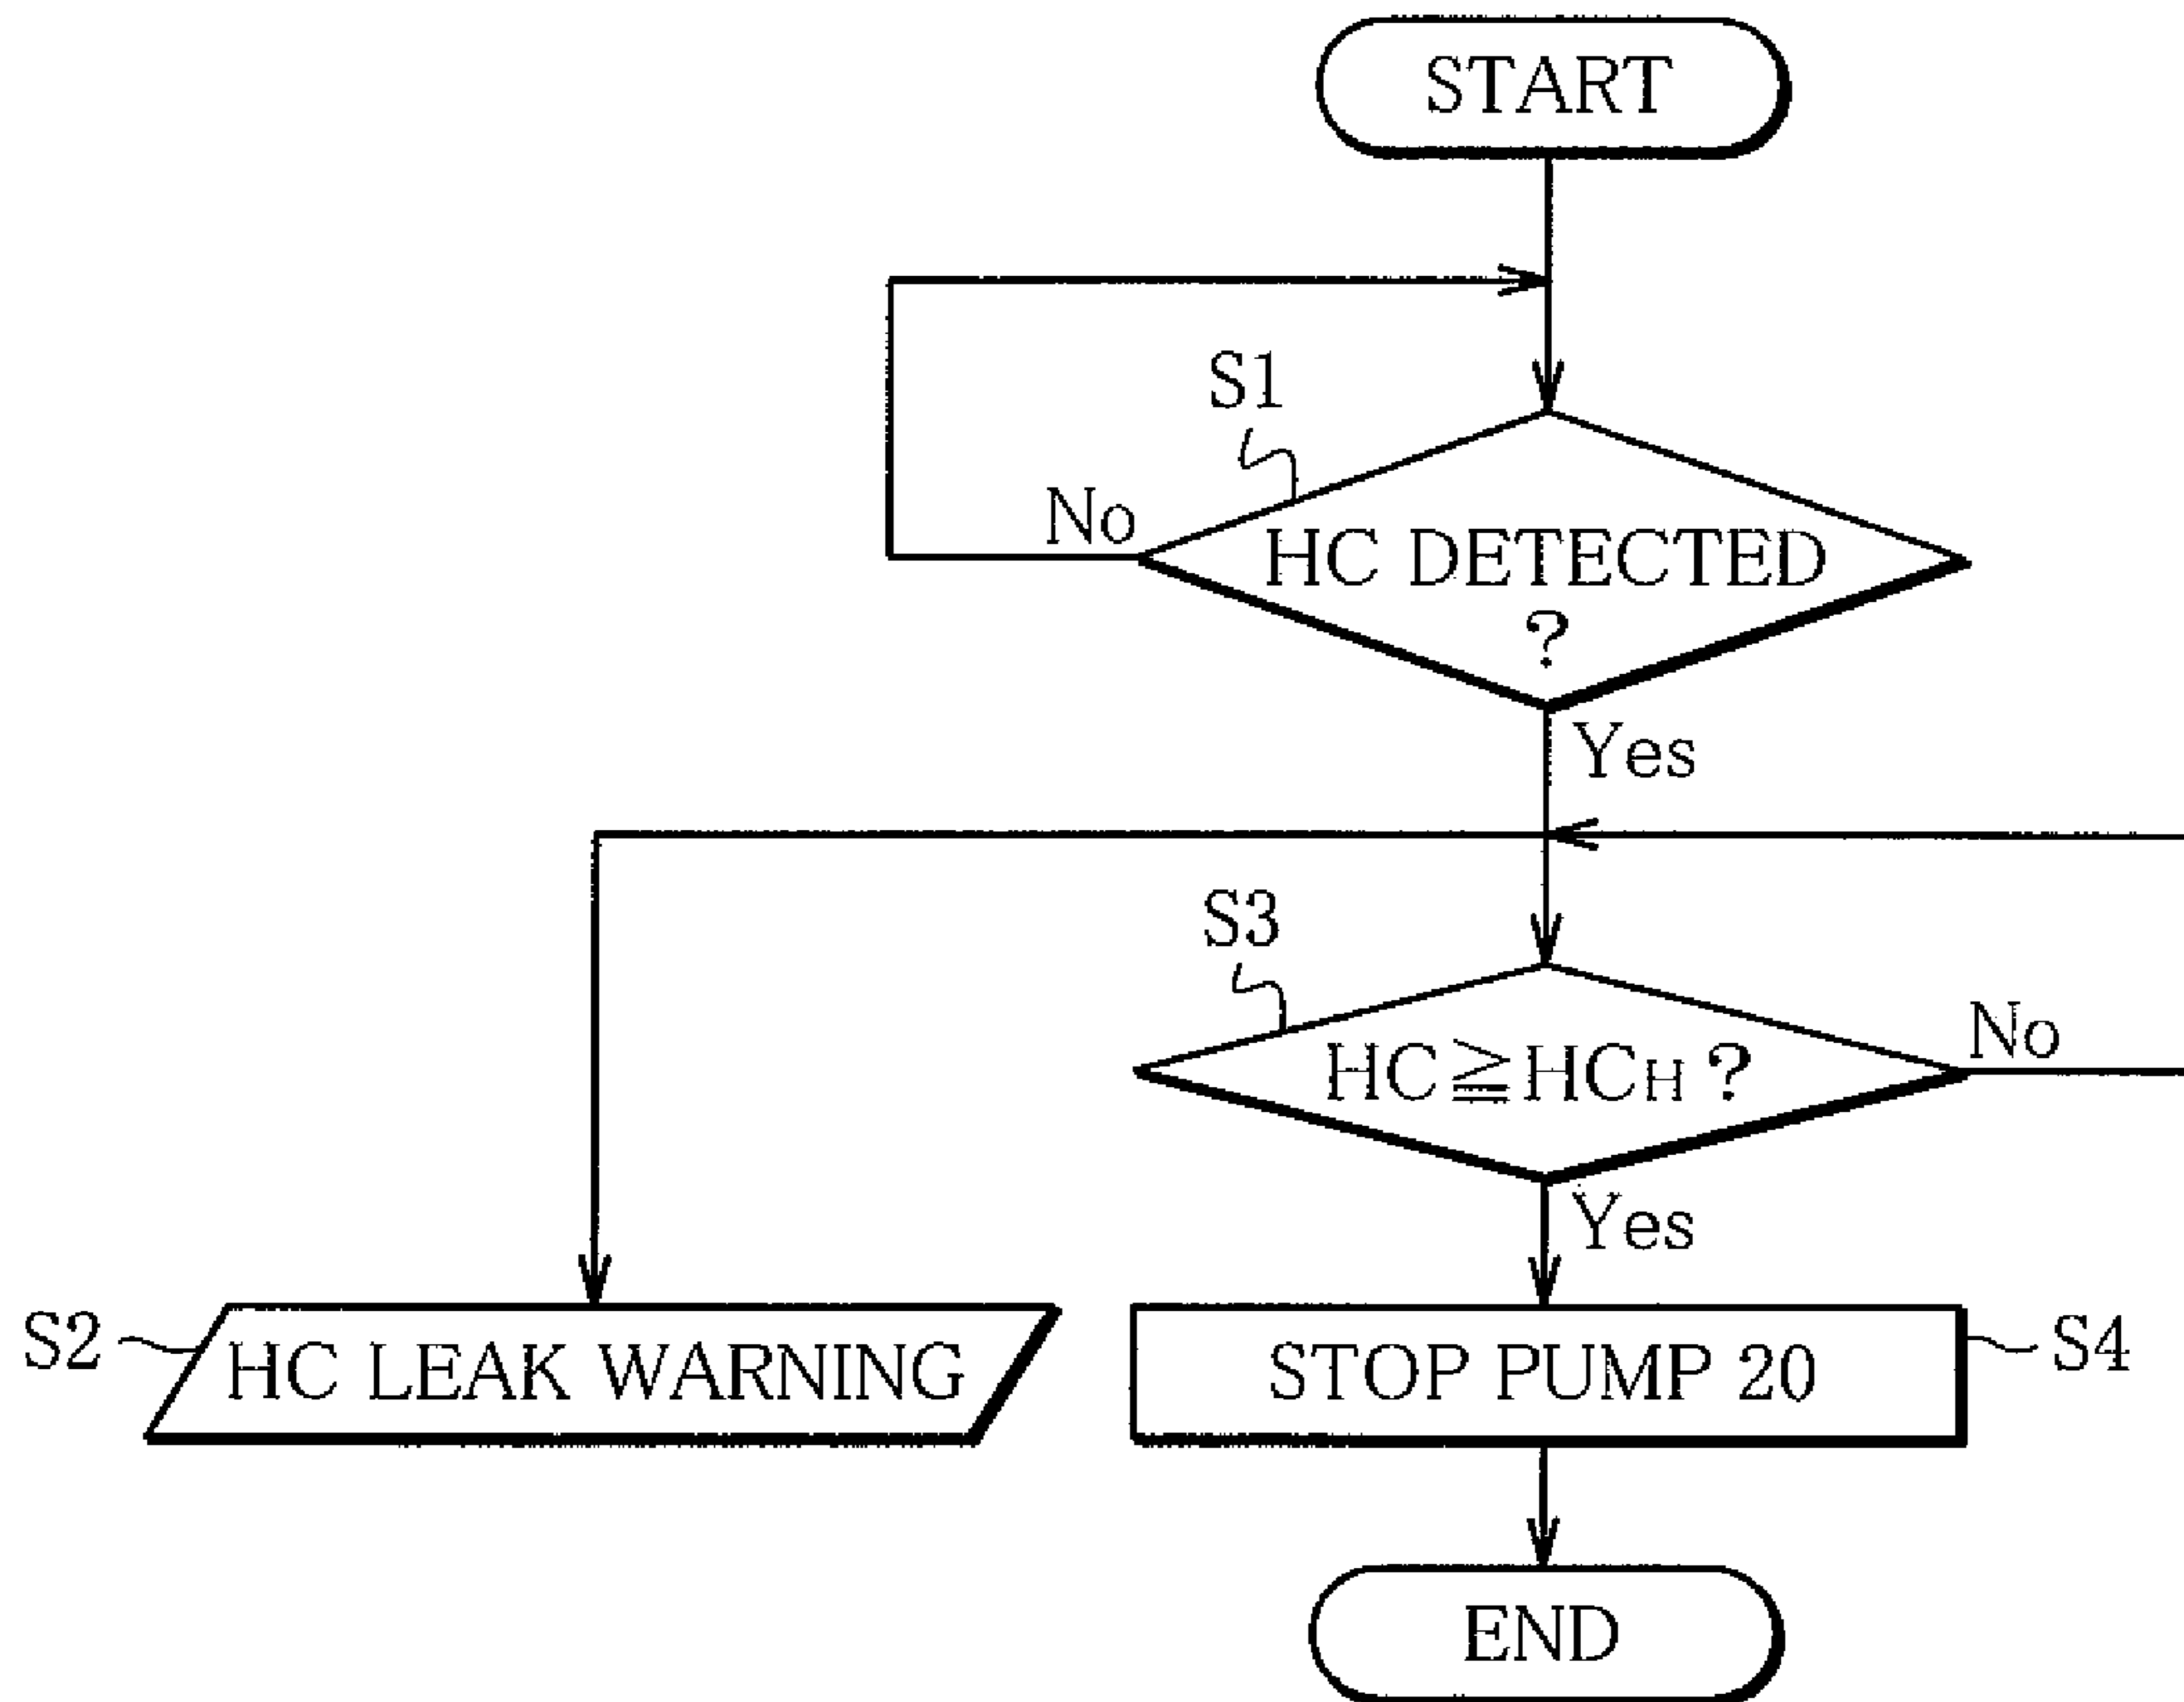 START
S1
No
HC DETECTED
?
Yes
S3
No
HC≧HCH ?
Yes
S2
HC LEAK WARNING
STOP PUMP 20
S4
END